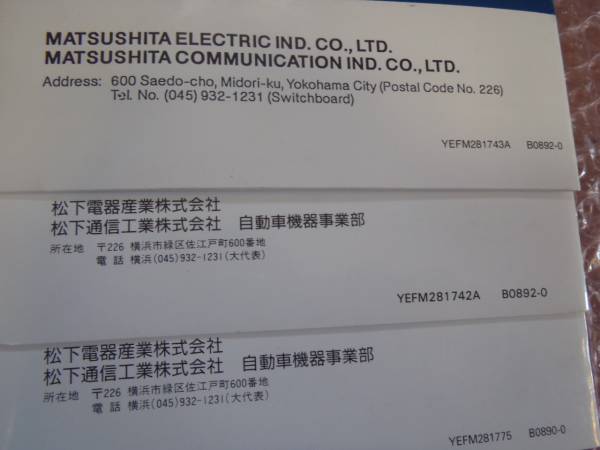 MATSUSHITA ELECTRIC IND. CO., LTD.
MATSUSHITA COMMUNICATION IND. CO., LTD.
Address: 600 Saedo-cho, Midori-ku, Yokohama City (Postal Code No. 226)
Tel. No. (045) 932-1231 (Switchboard)
YEFM281743A B0892-0
松下電器産業株式会社
松下通信工業株式会社 自動車機器事業部
所在地 〒226 横浜市緑区佐江戸町600番地
電話 横浜(045)932-1231(大代表)
YEFM281742A B0892-0
松下電器産業株式会社
松下通信工業株式会社 自動車機器事業部
所在地 〒226 横浜市緑区佐江戸町600番地
電話 横浜(045)932-1231(大代表)
YEFM281775 B0890-0